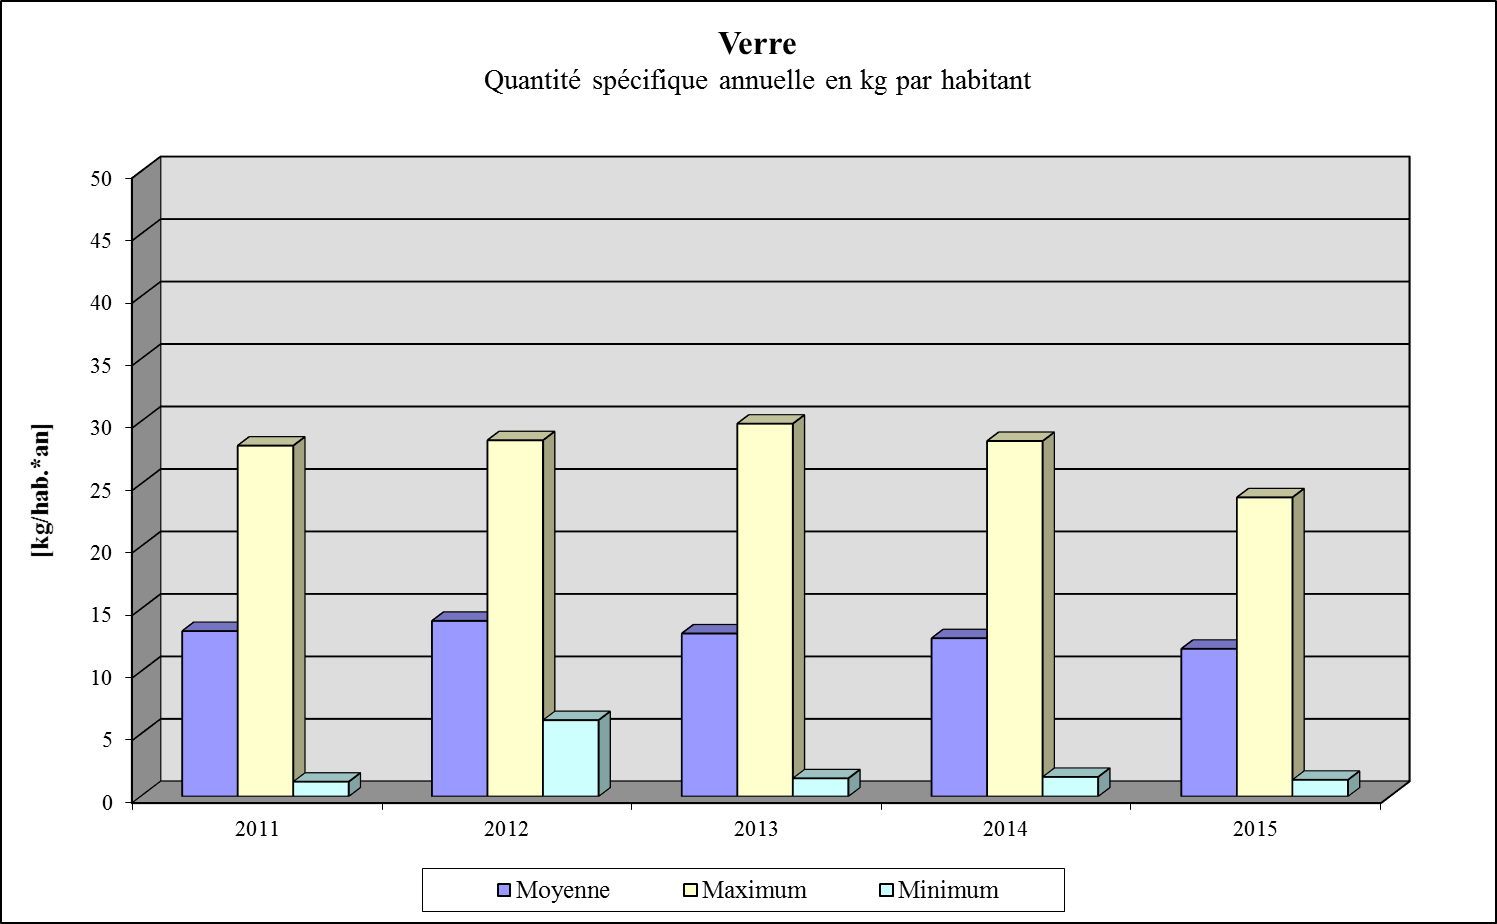 Verre
Quantité spécifique annuelle en kg par habitant
50
45
40
35
30
25
20
15
10
5
0
[kg/hab.*an]
2011 2012 2013 2014 2015
Moyenne Maximum Minimum